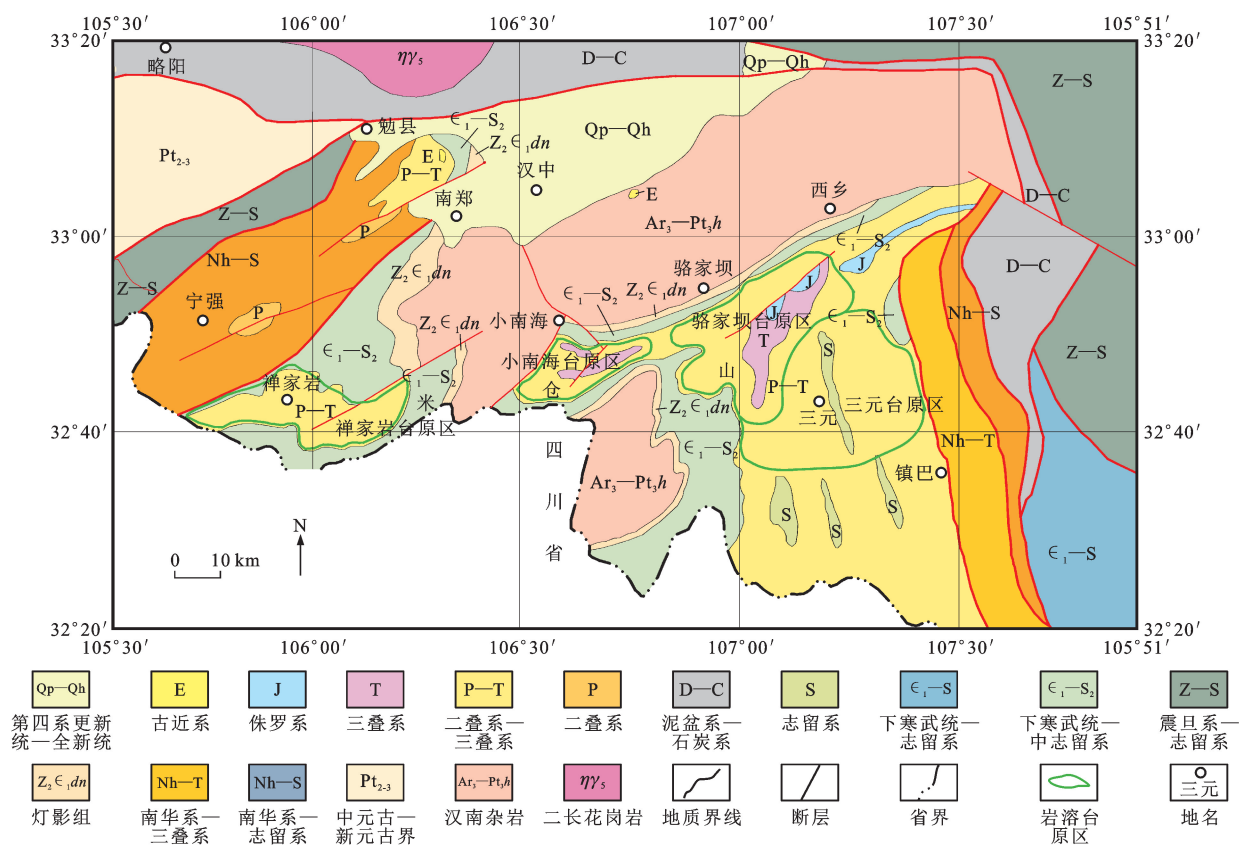 105°30′ 106°00′ 106°30′ 107°00′ 107°30′ 105°51′
33°20′ 33°20′
略阳
ηγ₅
D—C
Qp—Qh
Z—S
勉县
∈₁—S₂
Z₂∈₁dn
Qp—Qh
Pt₂₋₃
E
P—T
汉中
南郑
E
西乡
D—C
Z—S
P
Ar₃—Pt₃h
33°00′ 33°00′
∈₁—S₂
Nh—S
Z₂∈₁dn
骆家坝
J
D—C
Z—S
宁强
P
∈₁—S₂
Z₂∈₁dn
J
小南海
Z₂∈₁dn
J
骆家坝台原区
∈₁—S₂
Nh—S
∈₁—S₂
小南海台原区
T
S
Z—S
禅家岩
∈₁—S₂
仓
山
P—T
P—T
米
Z₂∈₁dn
三元
三元台原区
禅家岩台原区
32°40′ 32°40′
四
∈₁—S₂
Nh—T
镇巴
川
Ar₃—Pt₃h
S
S
S
N
省
∈₁—S
0 10 km
32°20′ 32°20′
105°30′ 106°00′ 106°30′ 107°00′ 107°30′ 105°51′
Qp—Qh E J T P—T P D—C S ∈₁—S ∈₁—S₂ Z—S
第四系更新 古近系 侏罗系 三叠系 二叠系— 二叠系 泥盆系— 志留系 下寒武统— 下寒武统— 震旦系—
统—全新统 三叠系 石炭系 志留系 中志留系 志留系
Z₂∈₁dn Nh—T Nh—S Pt₂₋₃ Ar₃—Pt₃h ηγ₅ 三元
灯影组 南华系— 南华系— 中元古— 汉南杂岩 二长花岗岩 地质界线 断层 省界 岩溶台 地名
三叠系 志留系 新元古界 原区